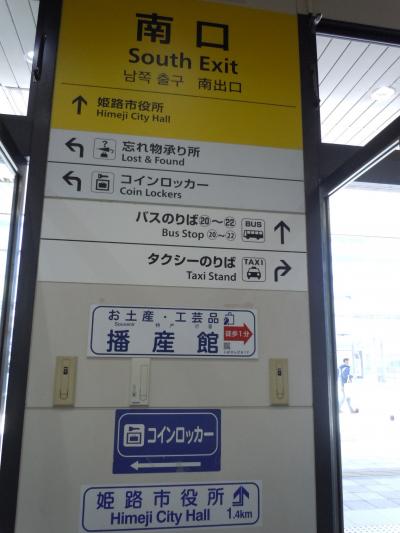 南口
South Exit
남쪽 출구 南出口
姫路市役所
Himeji City Hall
忘れ物承り所
Lost & Found
コインロッカー
Coin Lockers
バスのりば⑳～㉒
Bus Stop ⑳～㉒
BUS
タクシーのりば
Taxi Stand
TAXI
お土産・工芸品
Souvenir
播産館
徒歩1分
コインロッカー
姫路市役所
Himeji City Hall 1.4km